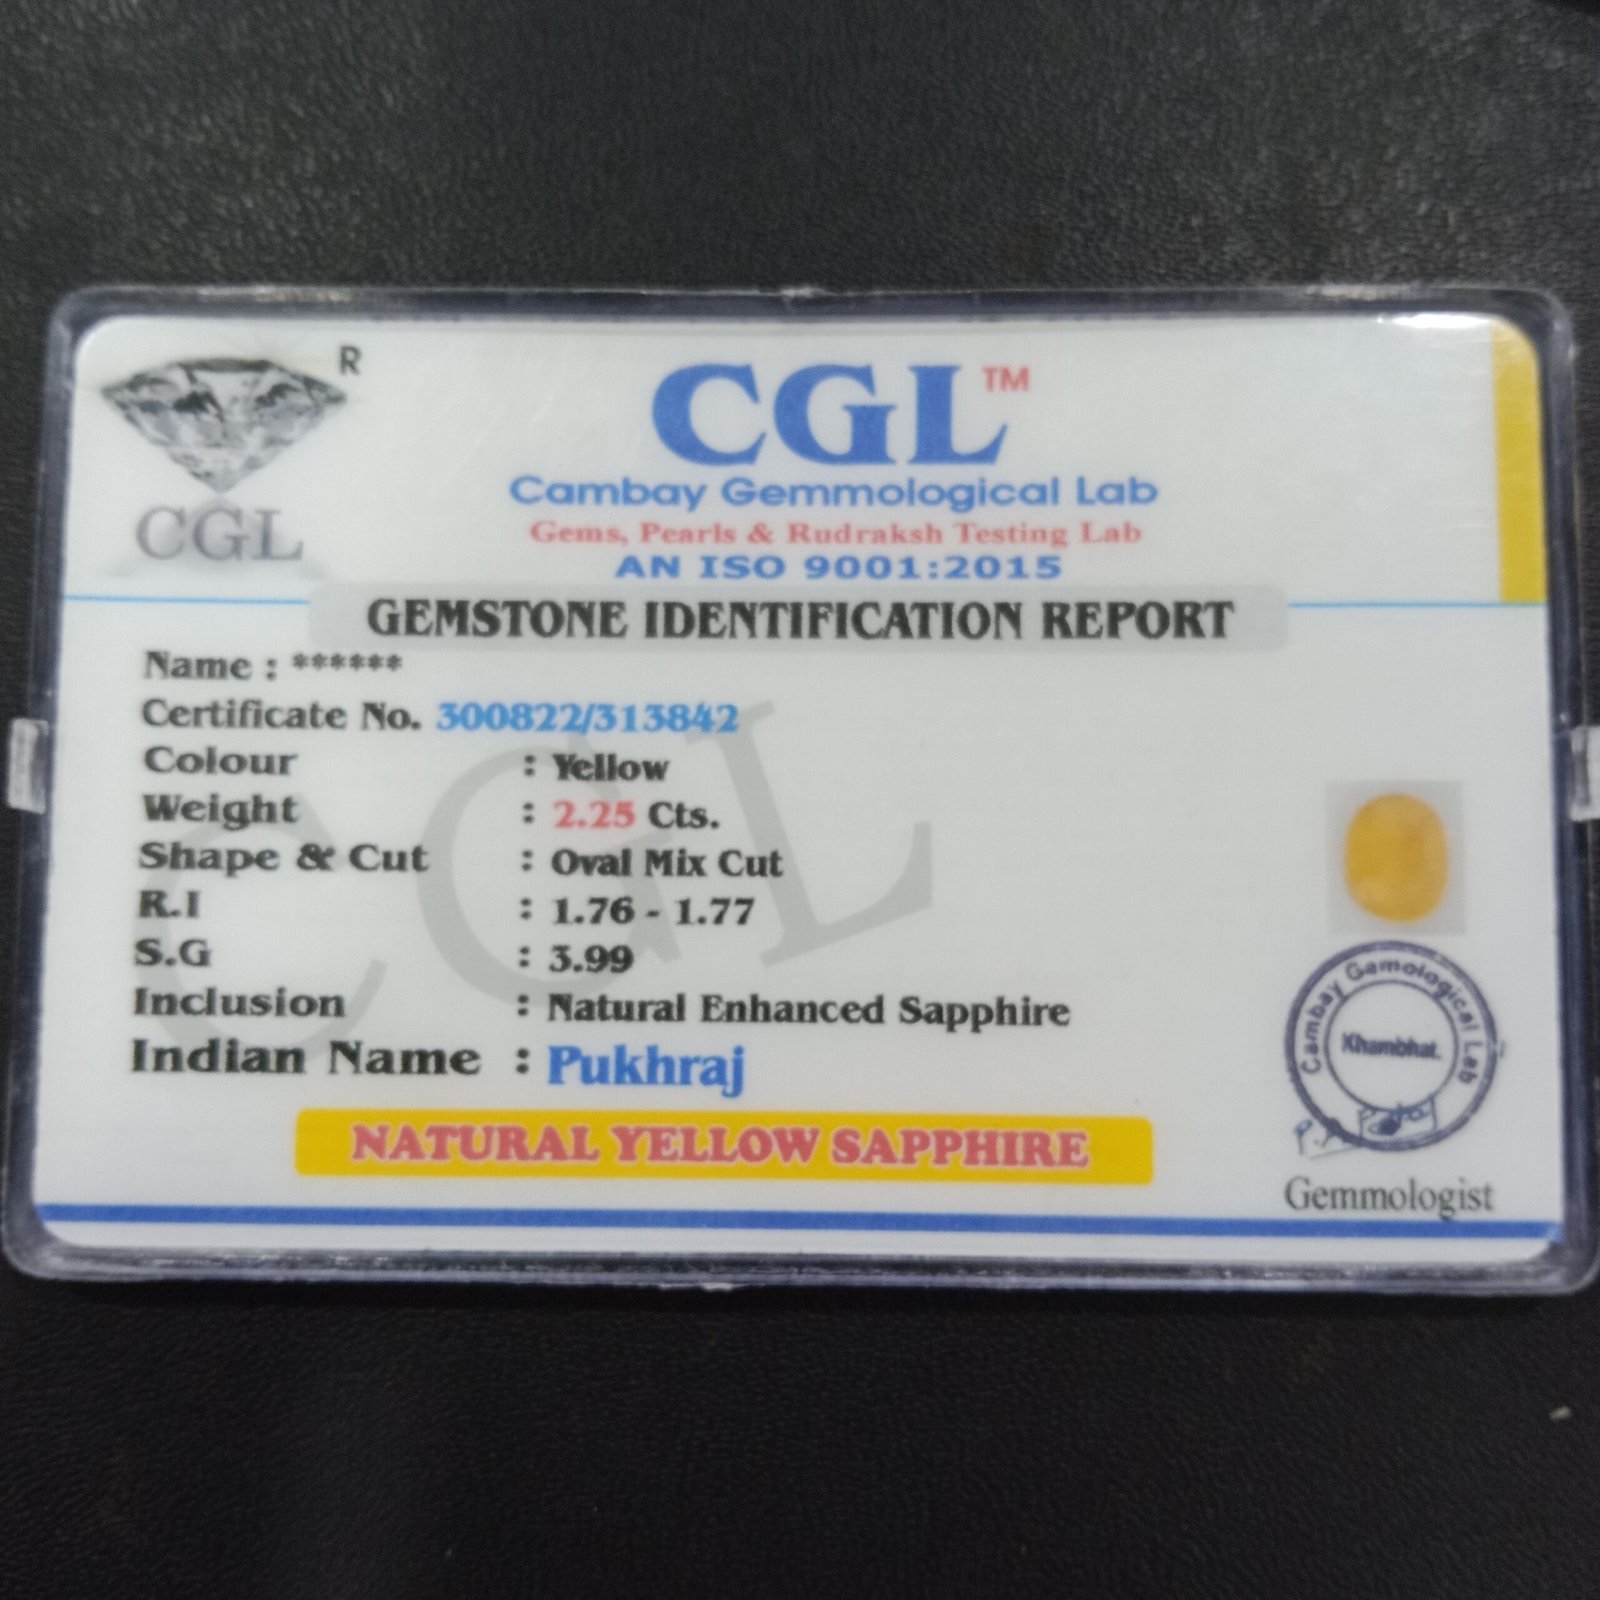 R
CGL
CGL™
Cambay Gemmological Lab
Gems, Pearls & Rudraksh Testing Lab
AN ISO 9001:2015
GEMSTONE IDENTIFICATION REPORT
Name : ******
Certificate No. 300822/313842
Colour : Yellow
Weight : 2.25 Cts.
Shape & Cut : Oval Mix Cut
R.I : 1.76 - 1.77
S.G : 3.99
Inclusion : Natural Enhanced Sapphire
Indian Name : Pukhraj
NATURAL YELLOW SAPPHIRE
CGL
Cambay Gemological Lab
Khambhat.
Gemmologist